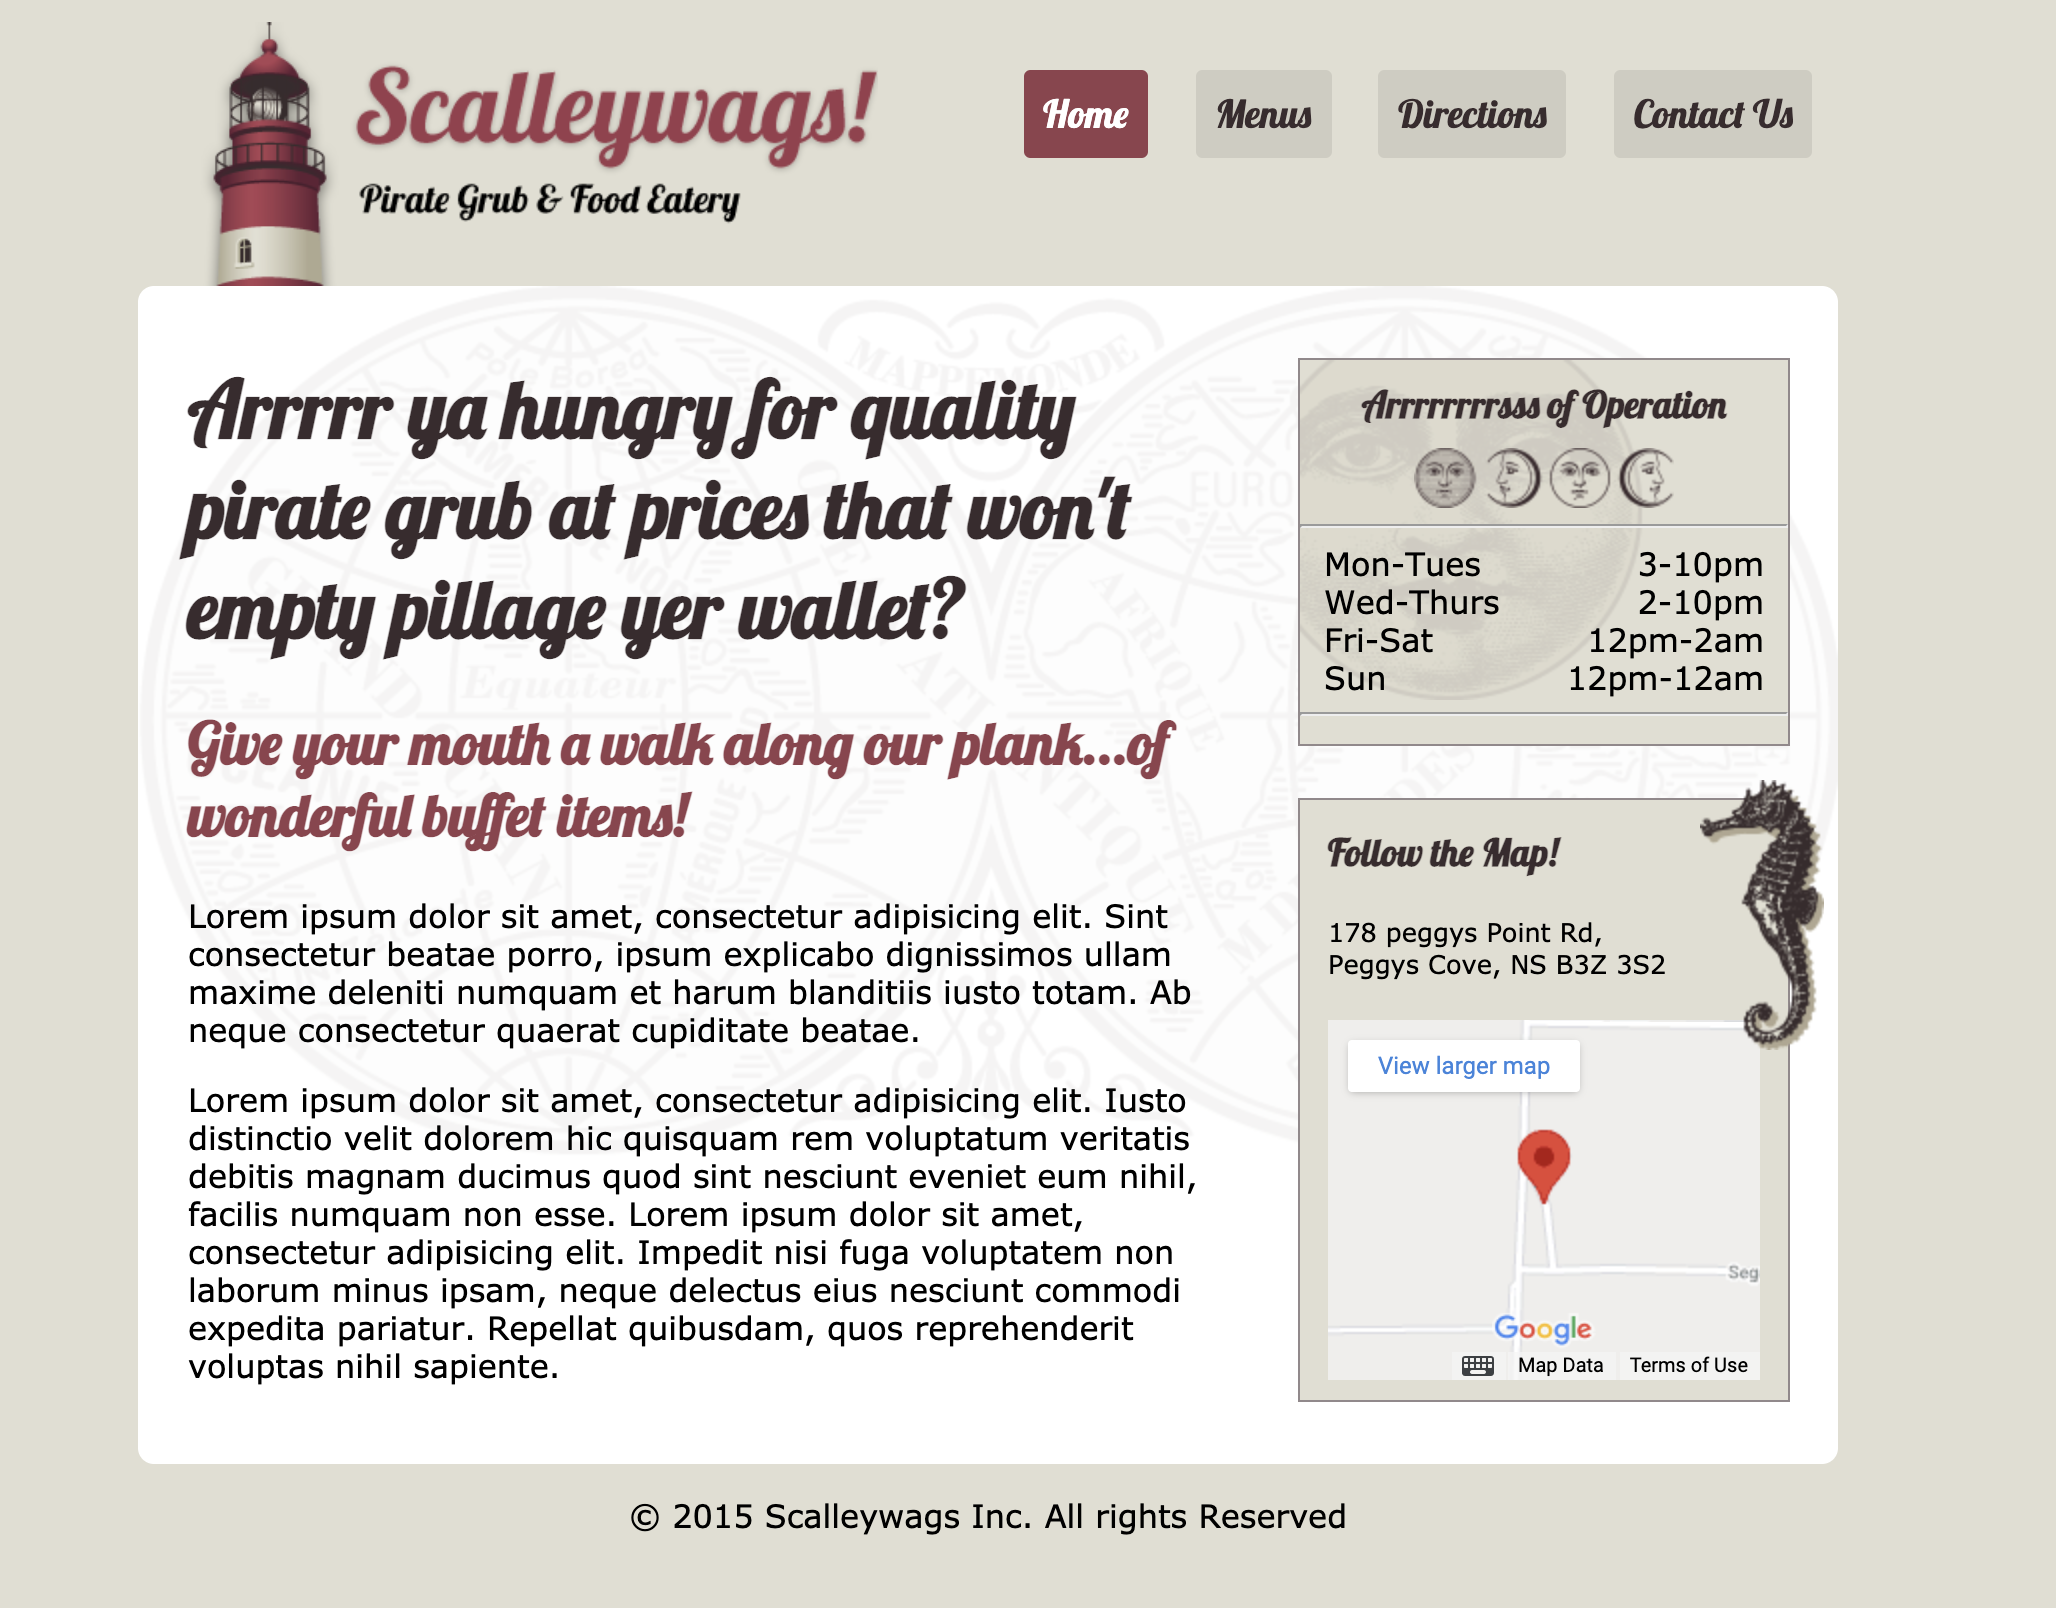 Scalleywags!
Pirate Grub & Food Eatery
Home
Menus
Directions
Contact Us
MAPPEMONDE
Pole Boreal
Arrrrr ya hungry for quality
pirate grub at prices that won't
empty pillage yer wallet?
EURO
AFRIQUE
Equateur
Give your mouth a walk along our plank...of
wonderful buffet items!
Lorem ipsum dolor sit amet, consectetur adipisicing elit. Sint
consectetur beatae porro, ipsum explicabo dignissimos ullam
maxime deleniti numquam et harum blanditiis iusto totam. Ab
neque consectetur quaerat cupiditate beatae.
Lorem ipsum dolor sit amet, consectetur adipisicing elit. Iusto
distinctio velit dolorem hic quisquam rem voluptatum veritatis
debitis magnam ducimus quod sint nesciunt eveniet eum nihil,
facilis numquam non esse. Lorem ipsum dolor sit amet,
consectetur adipisicing elit. Impedit nisi fuga voluptatem non
laborum minus ipsam, neque delectus eius nesciunt commodi
expedita pariatur. Repellat quibusdam, quos reprehenderit
voluptas nihil sapiente.
Arrrrrrrrsss of Operation
Mon-Tues 3-10pm
Wed-Thurs 2-10pm
Fri-Sat 12pm-2am
Sun 12pm-12am
Follow the Map!
178 peggys Point Rd,
Peggys Cove, NS B3Z 3S2
View larger map
Seg
Google
Map Data
Terms of Use
© 2015 Scalleywags Inc. All rights Reserved